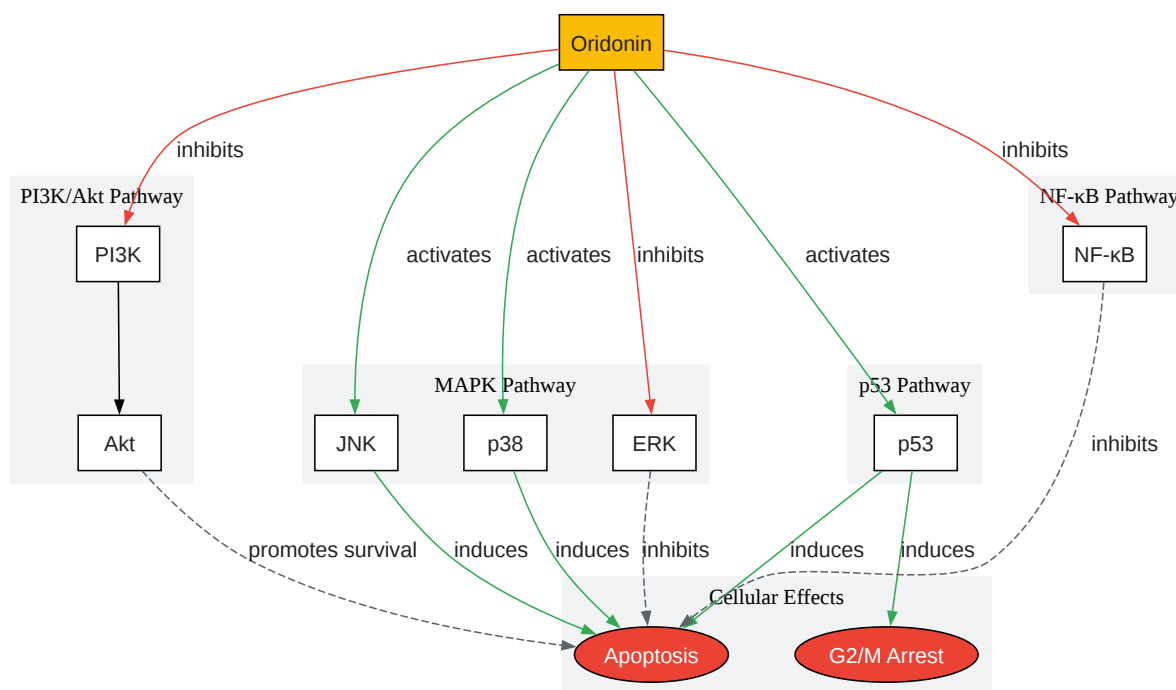 Oridonin
inhibits
inhibits
PI3K/Akt Pathway
NF-κB Pathway
PI3K
activates
activates
inhibits
activates
NF-κB
MAPK Pathway
p53 Pathway
Akt
JNK
p38
ERK
p53
inhibits
promotes survival
induces
induces
inhibits
induces
induces
Cellular Effects
Apoptosis
G2/M Arrest